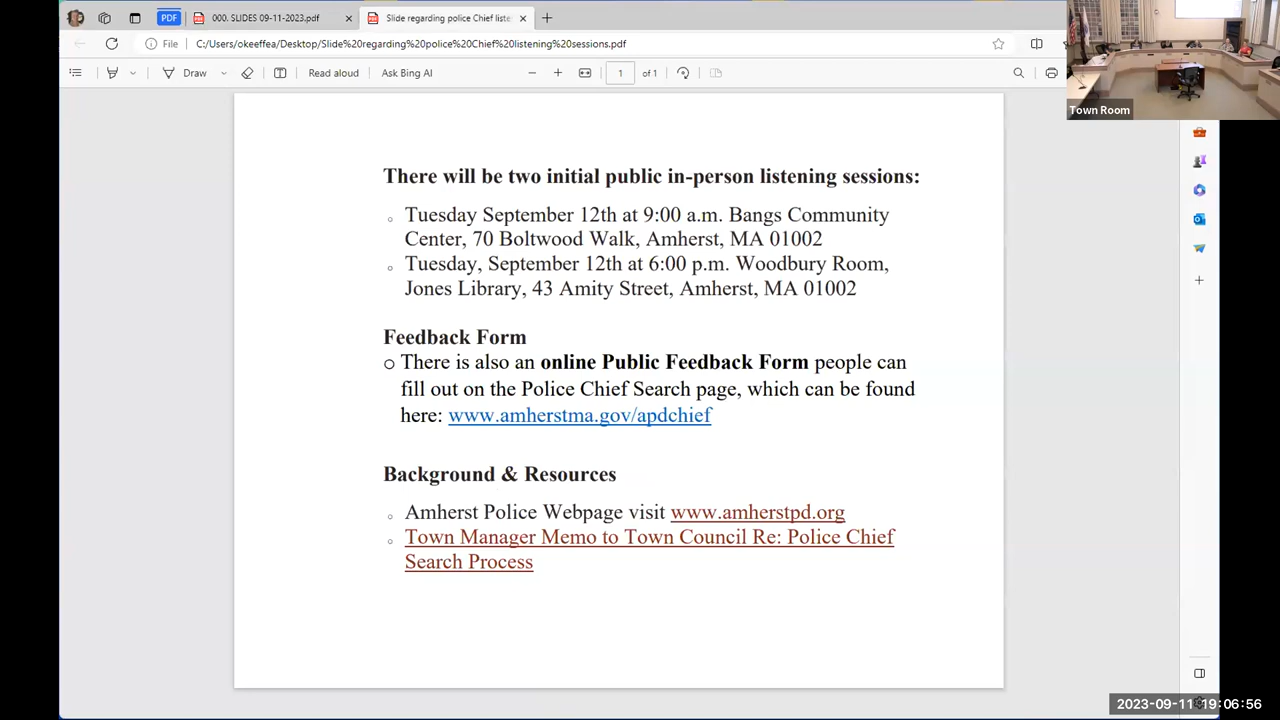 PDF
000. SLIDES 09-11-2023.pdf
Slide regarding police Chief liste
File
C:/Users/okeeffea/Desktop/Slide%20regarding%20police%20Chief%20listening%20sessions.pdf
Draw
Read aloud
Ask Bing AI
1
of 1
Town Room
There will be two initial public in-person listening sessions:
Tuesday September 12th at 9:00 a.m. Bangs Community
Center, 70 Boltwood Walk, Amherst, MA 01002
Tuesday, September 12th at 6:00 p.m. Woodbury Room,
Jones Library, 43 Amity Street, Amherst, MA 01002
Feedback Form
There is also an online Public Feedback Form people can
fill out on the Police Chief Search page, which can be found
here: www.amherstma.gov/apdchief
Background & Resources
Amherst Police Webpage visit www.amherstpd.org
Town Manager Memo to Town Council Re: Police Chief
Search Process
2023-09-11 19:06:56